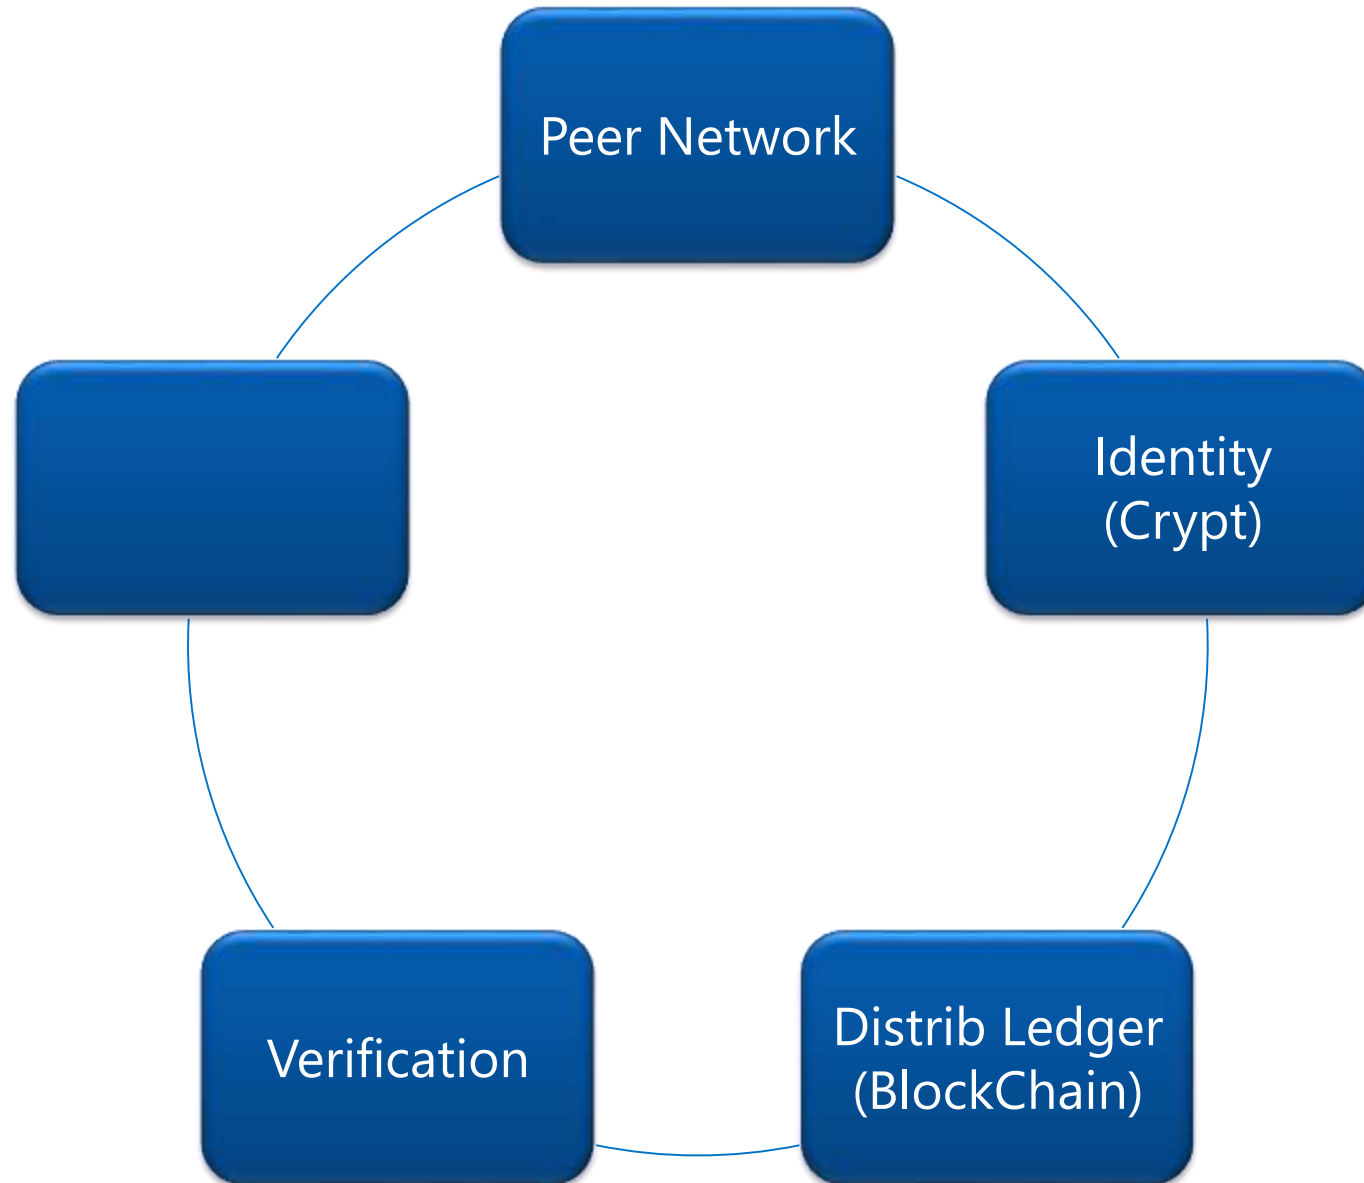 Peer Network
Identity
(Crypt)
Distrib Ledger
(BlockChain)
Verification